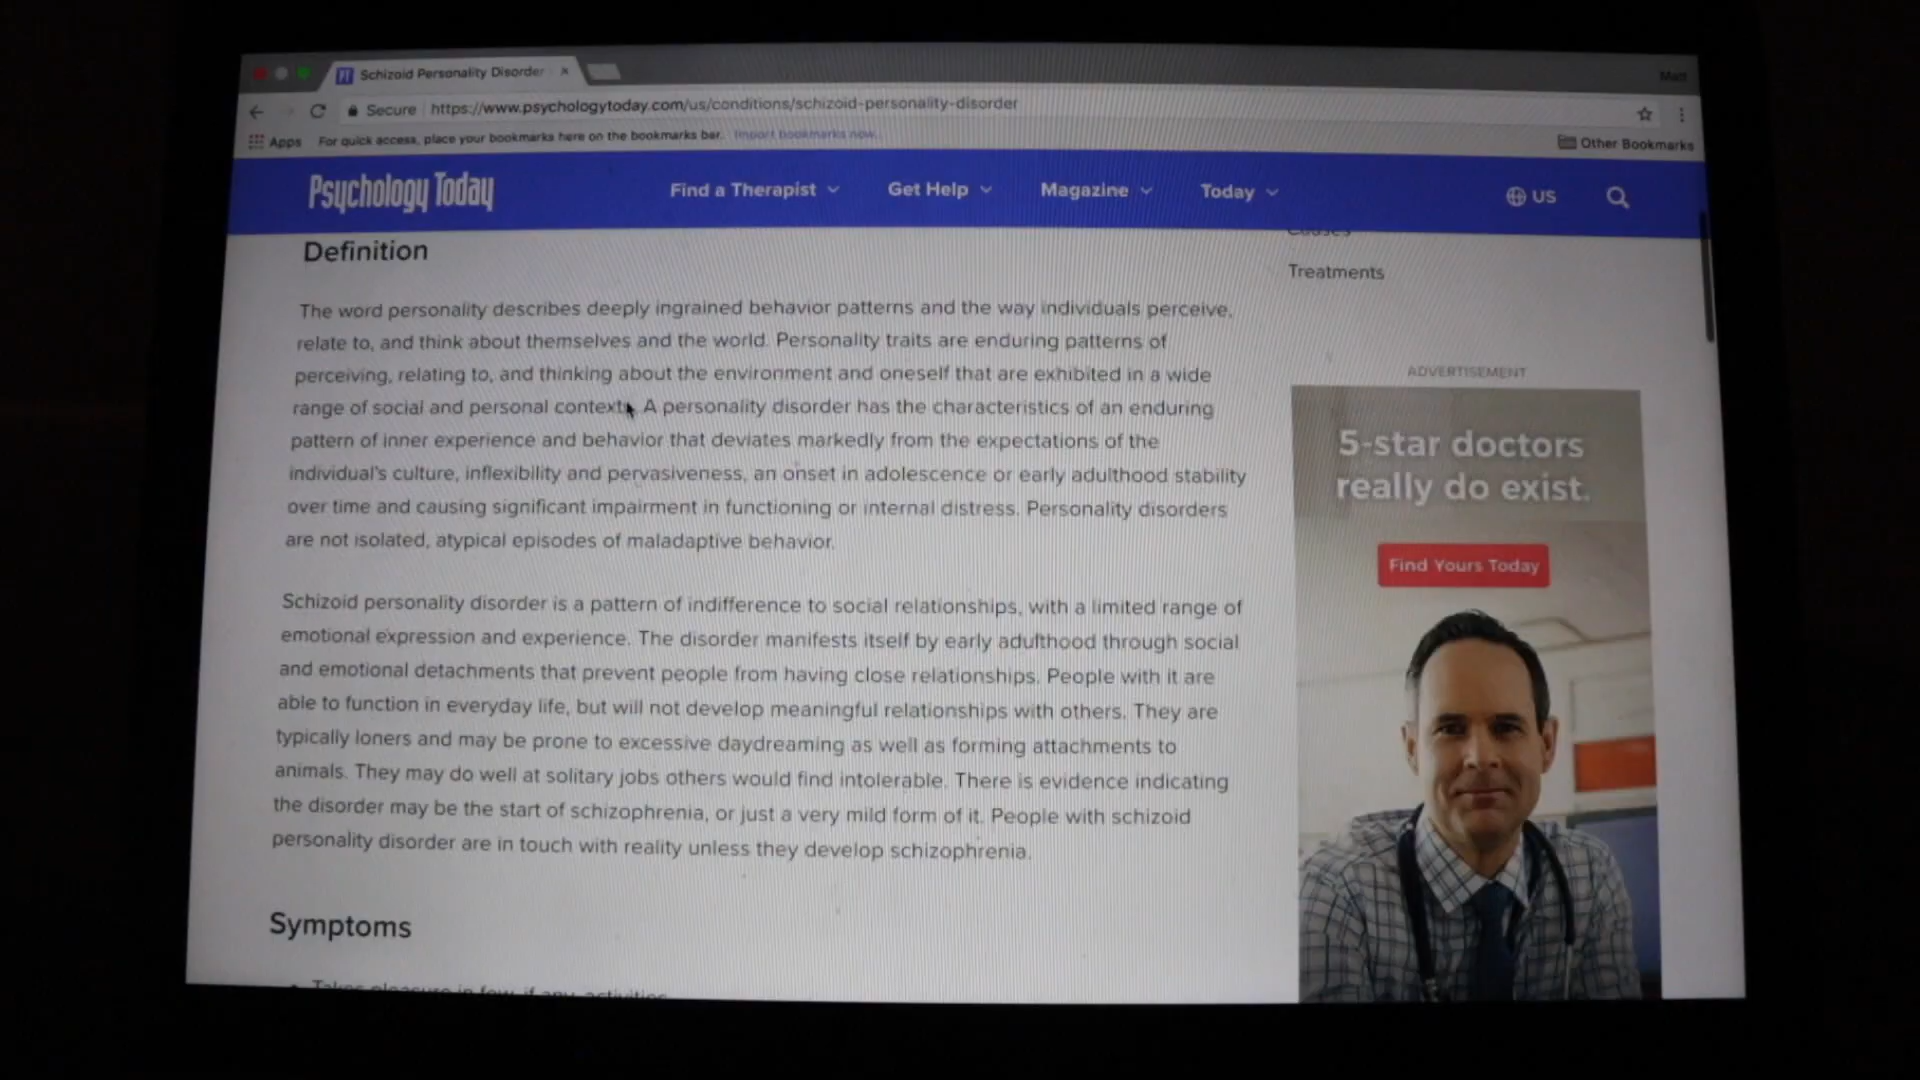 Schizoid Personality Disorder
Matt
Secure https://www.psychologytoday.com/us/conditions/schizoid-personality-disorder
Apps For quick access, place your bookmarks here on the bookmarks bar. Import bookmarks now.
Other Bookmarks
Psychology Today
Find a Therapist
Get Help
Magazine
Today
US
Definition
The word personality describes deeply ingrained behavior patterns and the way individuals perceive,
relate to, and think about themselves and the world. Personality traits are enduring patterns of
perceiving, relating to, and thinking about the environment and oneself that are exhibited in a wide
range of social and personal contexts. A personality disorder has the characteristics of an enduring
pattern of inner experience and behavior that deviates markedly from the expectations of the
individual's culture, inflexibility and pervasiveness, an onset in adolescence or early adulthood stability
over time and causing significant impairment in functioning or internal distress. Personality disorders
are not isolated, atypical episodes of maladaptive behavior.
Schizoid personality disorder is a pattern of indifference to social relationships, with a limited range of
emotional expression and experience. The disorder manifests itself by early adulthood through social
and emotional detachments that prevent people from having close relationships. People with it are
able to function in everyday life, but will not develop meaningful relationships with others. They are
typically loners and may be prone to excessive daydreaming as well as forming attachments to
animals. They may do well at solitary jobs others would find intolerable. There is evidence indicating
the disorder may be the start of schizophrenia, or just a very mild form of it. People with schizoid
personality disorder are in touch with reality unless they develop schizophrenia.
Symptoms
Takes pleasure in few, if any, activities
Causes
Treatments
ADVERTISEMENT
5-star doctors
really do exist.
Find Yours Today